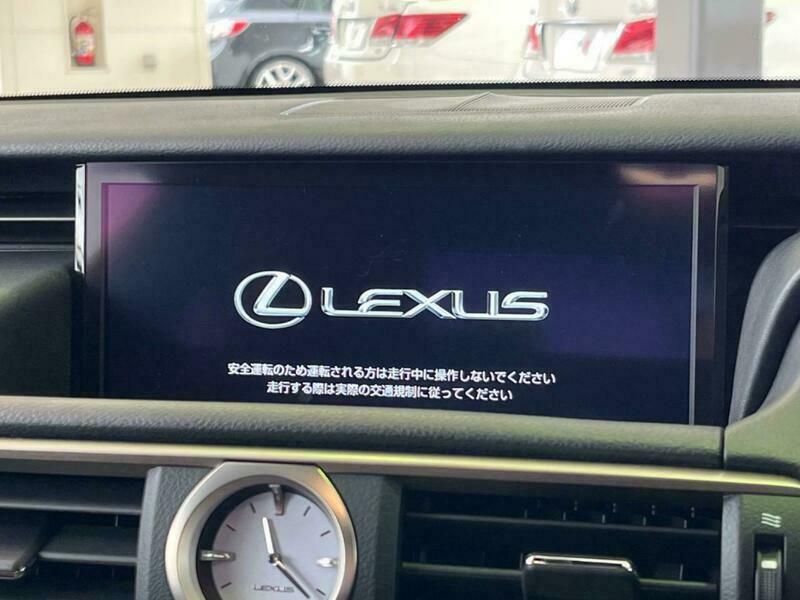 LEXUS
安全運転のため運転される方は走行中に操作しないでください
走行する際は実際の交通規制に従ってください
LEXUS